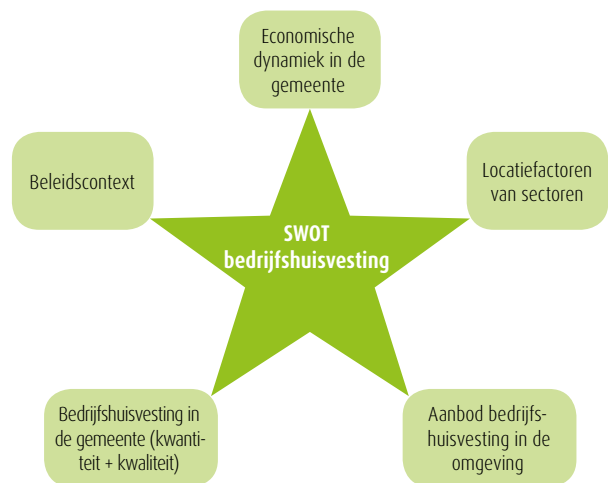 Economische
dynamiek in de
gemeente
Beleidscontext
Locatiefactoren
van sectoren
SWOT
bedrijfshuisvesting
Bedrijfshuisvesting in
de gemeente (kwanti-
teit + kwaliteit)
Aanbod bedrijfs-
huisvesting in de
omgeving